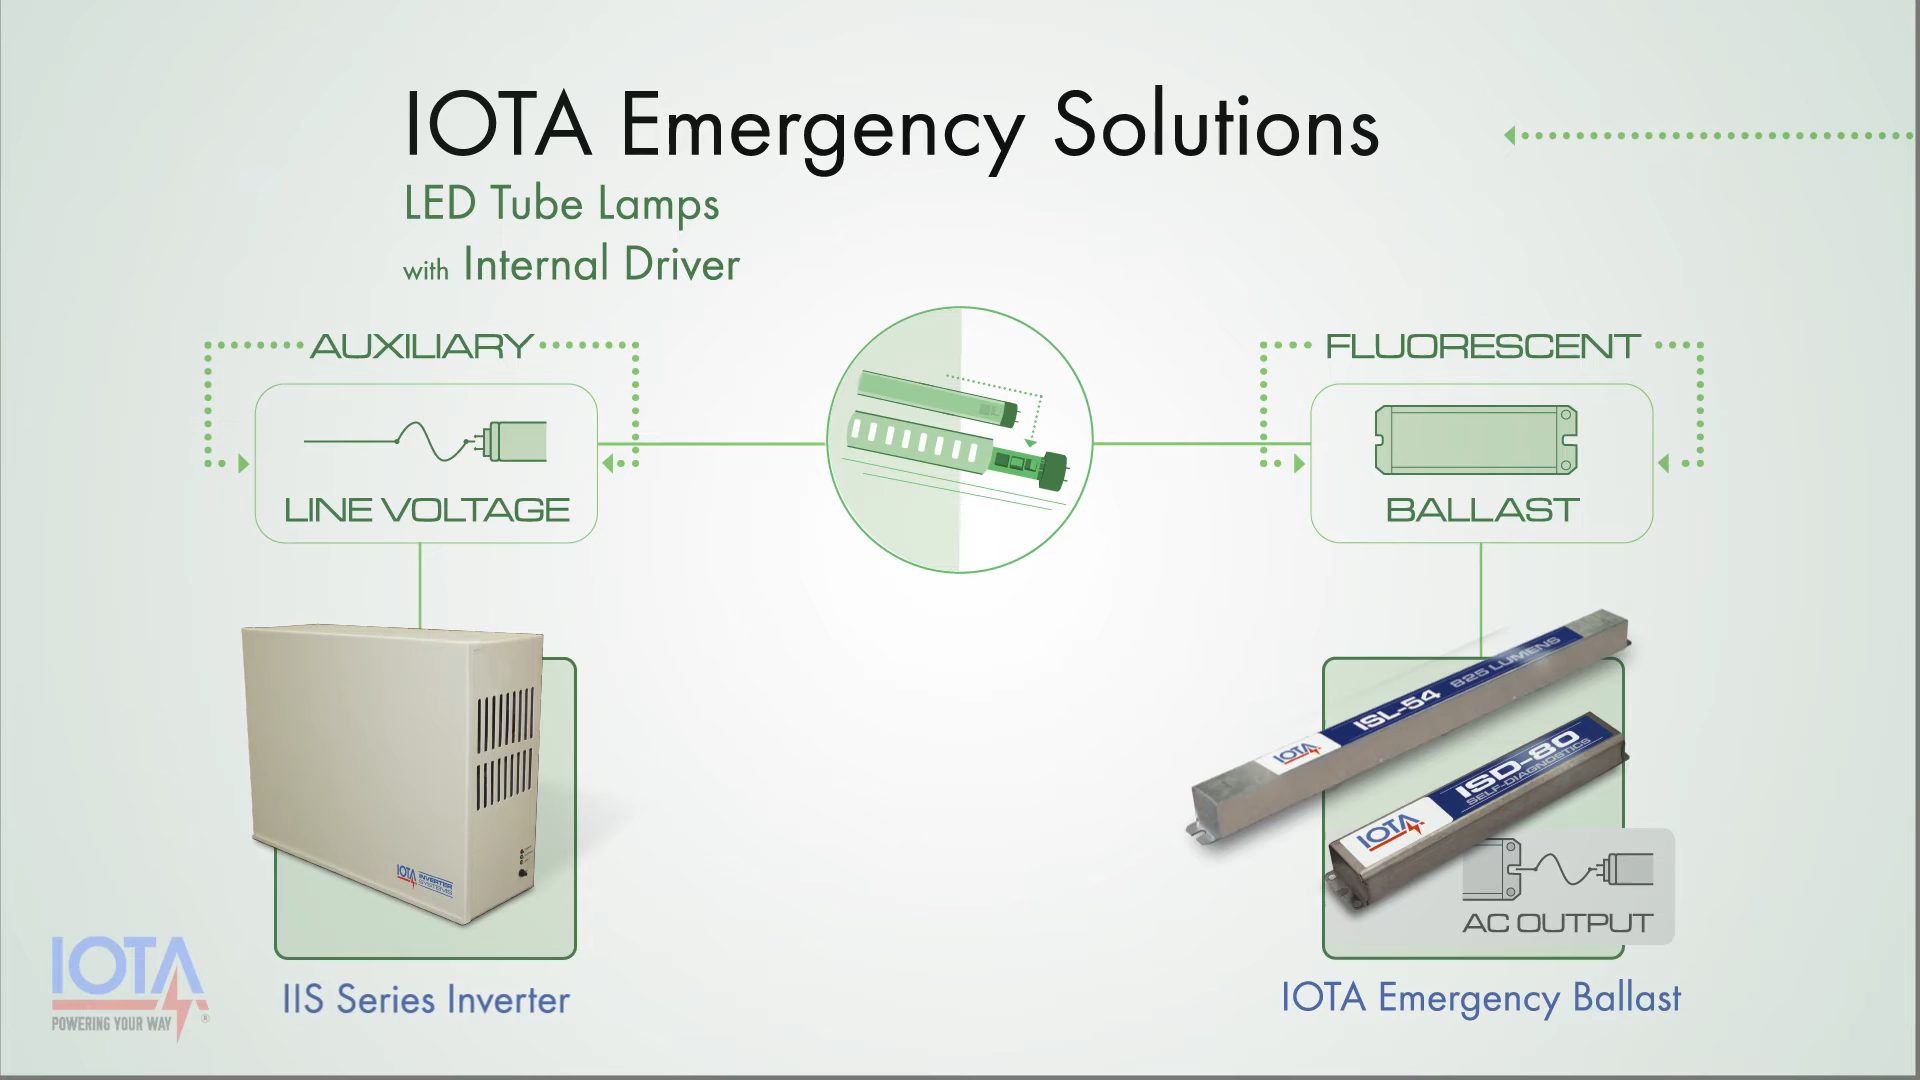 IOTA Emergency Solutions
LED Tube Lamps
with Internal Driver
AUXILIARY
LINE VOLTAGE
FLUORESCENT
BALLAST
IOTA INVERTER
SYSTEMS
IIS Series Inverter
IOTA ISL-54 825 LUMENS
IOTA ISD-80
SELF-DIAGNOSTICS
AC OUTPUT
IOTA Emergency Ballast
IOTA
POWERING YOUR WAY ®